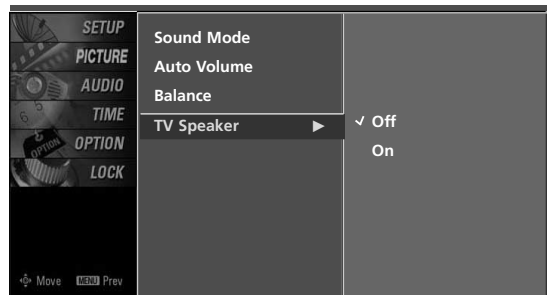 SETUP
PICTURE
AUDIO
TIME
OPTION
LOCK
Move MENU Prev
Sound Mode
Auto Volume
Balance
TV Speaker ▶
✓ Off
On